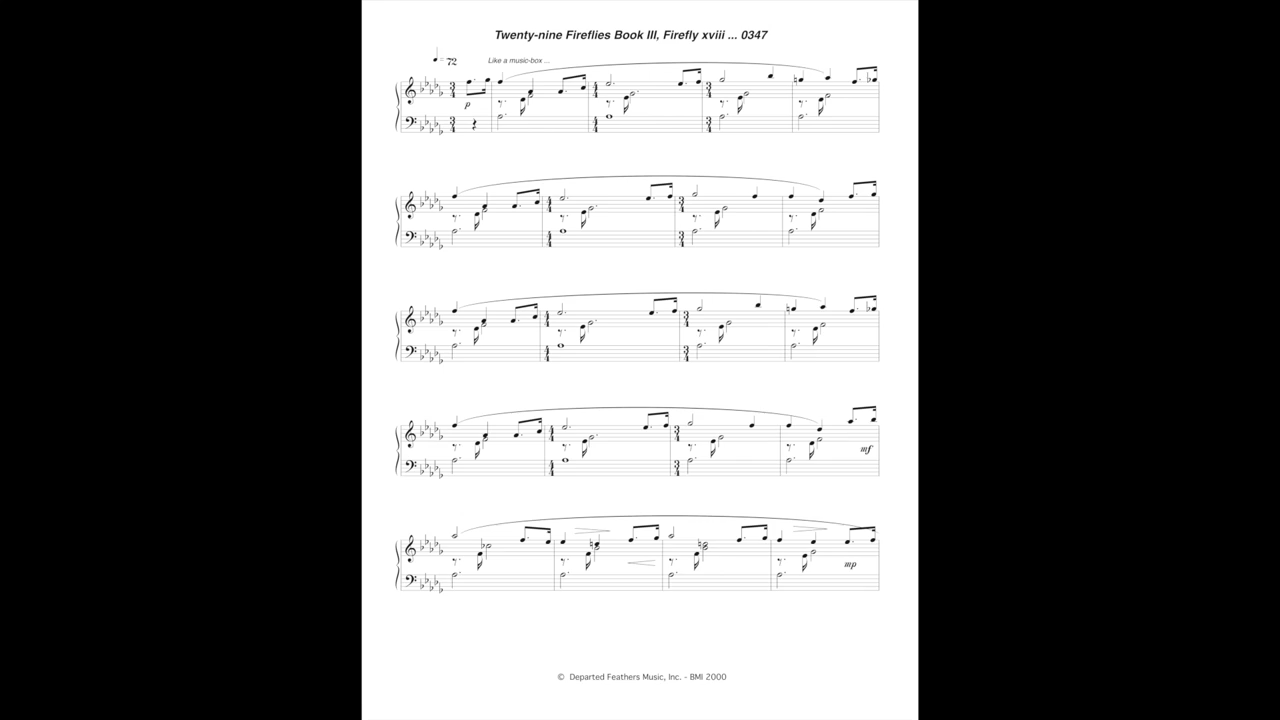 Twenty-nine Fireflies Book III, Firefly xviii ... 0347
♩ = 72
Like a music-box ...
p
mf
mp
© Departed Feathers Music, Inc. - BMI 2000